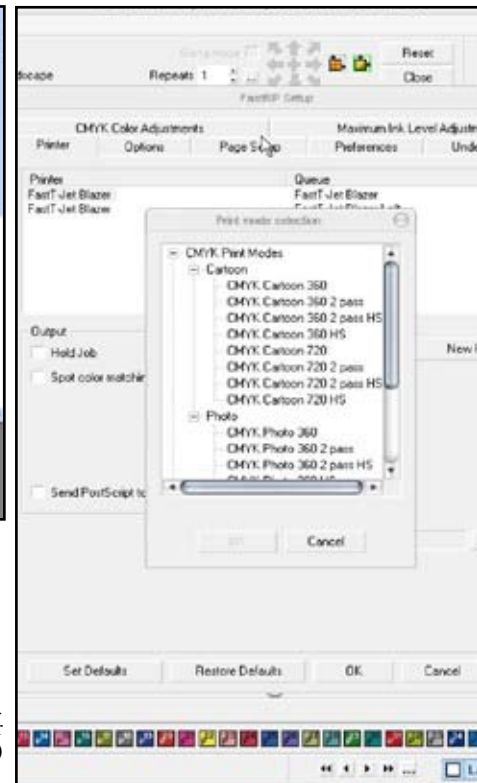 Reset
dscape
Repeats 1
...
Close
FastRIP Setup
CMYK Color Adjustments
Maximum Ink Level Adjustm
Printer
Options
Page Setup
Preferences
Unde
Printer
Queue
FastT-Jet Blazer
FastT-Jet Blazer
FastT-Jet Blazer
Print mode selection
CMYK Print Modes
Cartoon
CMYK Cartoon 360
CMYK Cartoon 360 2 pass
CMYK Cartoon 360 2 pass HS
CMYK Cartoon 360 HS
CMYK Cartoon 720
CMYK Cartoon 720 2 pass
CMYK Cartoon 720 2 pass HS
CMYK Cartoon 720 HS
Photo
CMYK Photo 360
CMYK Photo 360 2 pass
CMYK Photo 360 2 pass HS
Output
Hold Job
New
Spot color matchin
Send PostScript to
Cancel
Set Defaults
Restore Defaults
OK
Cancel